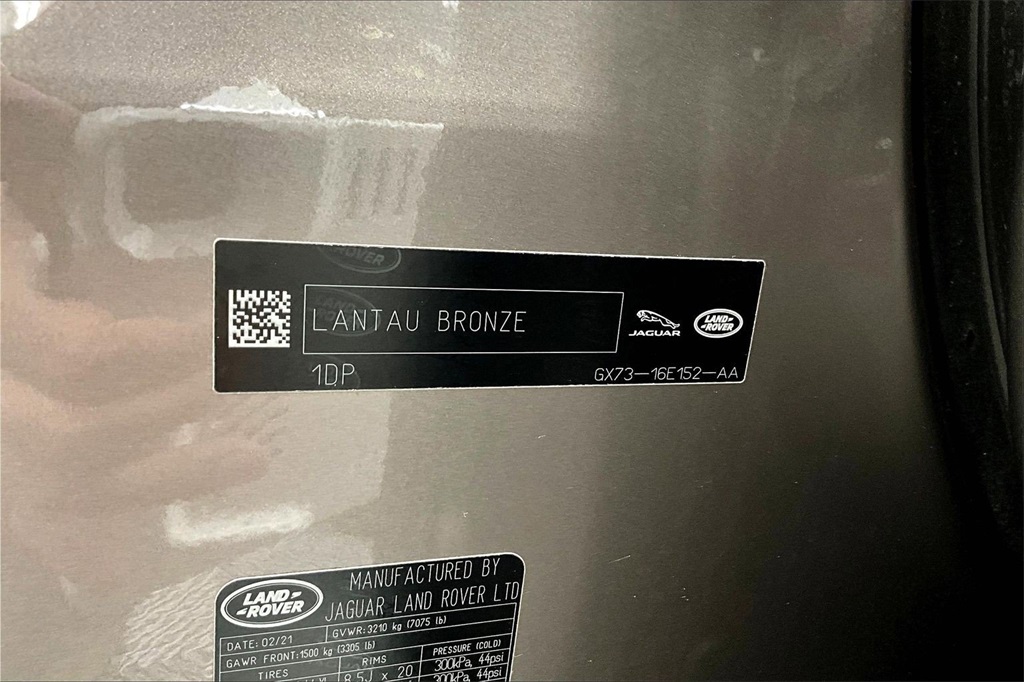 LAND-
-ROVER
LANTAU BRONZE
JAGUAR
LAND-
-ROVER
1DP
GX73-16E152-AA
LAND-
-ROVER
MANUFACTURED BY
JAGUAR LAND ROVER LTD
DATE: 02/21
GVWR: 3210 kg (7075 lb)
GAWR FRONT: 1500 kg (3305 lb)
TIRES
RIMS
PRESSURE (COLD)
8.5J x 20
300kPa, 44psi